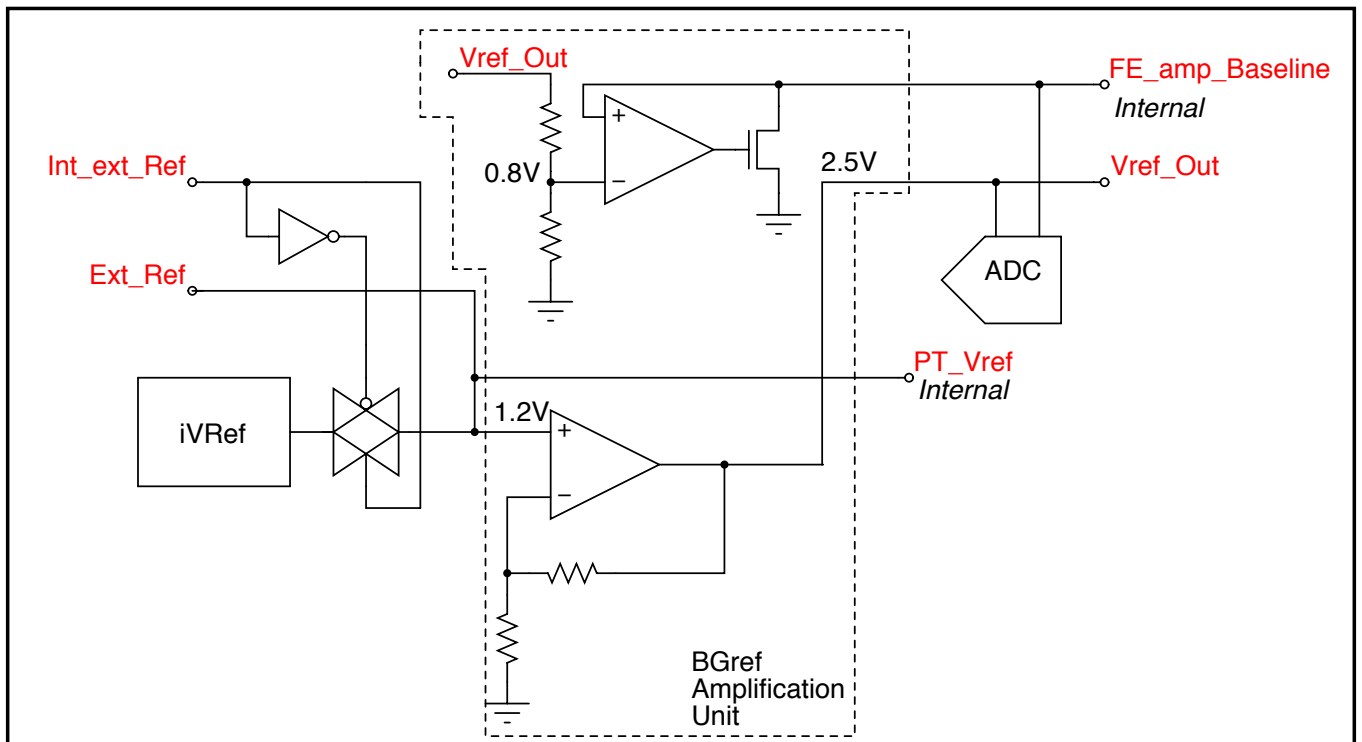 Vref_Out
FE_amp_Baseline
Internal
+
−
0.8V
2.5V
Int_ext_Ref
Vref_Out
Ext_Ref
ADC
PT_Vref
Internal
iVRef
1.2V
+
−
BGref
Amplification
Unit